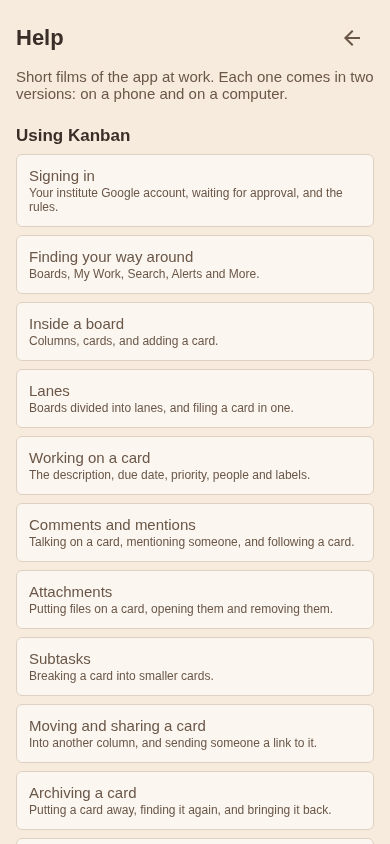 Help
Short films of the app at work. Each one comes in two
versions: on a phone and on a computer.
Using Kanban
Signing in
Your institute Google account, waiting for approval, and the
rules.
Finding your way around
Boards, My Work, Search, Alerts and More.
Inside a board
Columns, cards, and adding a card.
Lanes
Boards divided into lanes, and filing a card in one.
Working on a card
The description, due date, priority, people and labels.
Comments and mentions
Talking on a card, mentioning someone, and following a card.
Attachments
Putting files on a card, opening them and removing them.
Subtasks
Breaking a card into smaller cards.
Moving and sharing a card
Into another column, and sending someone a link to it.
Archiving a card
Putting a card away, finding it again, and bringing it back.